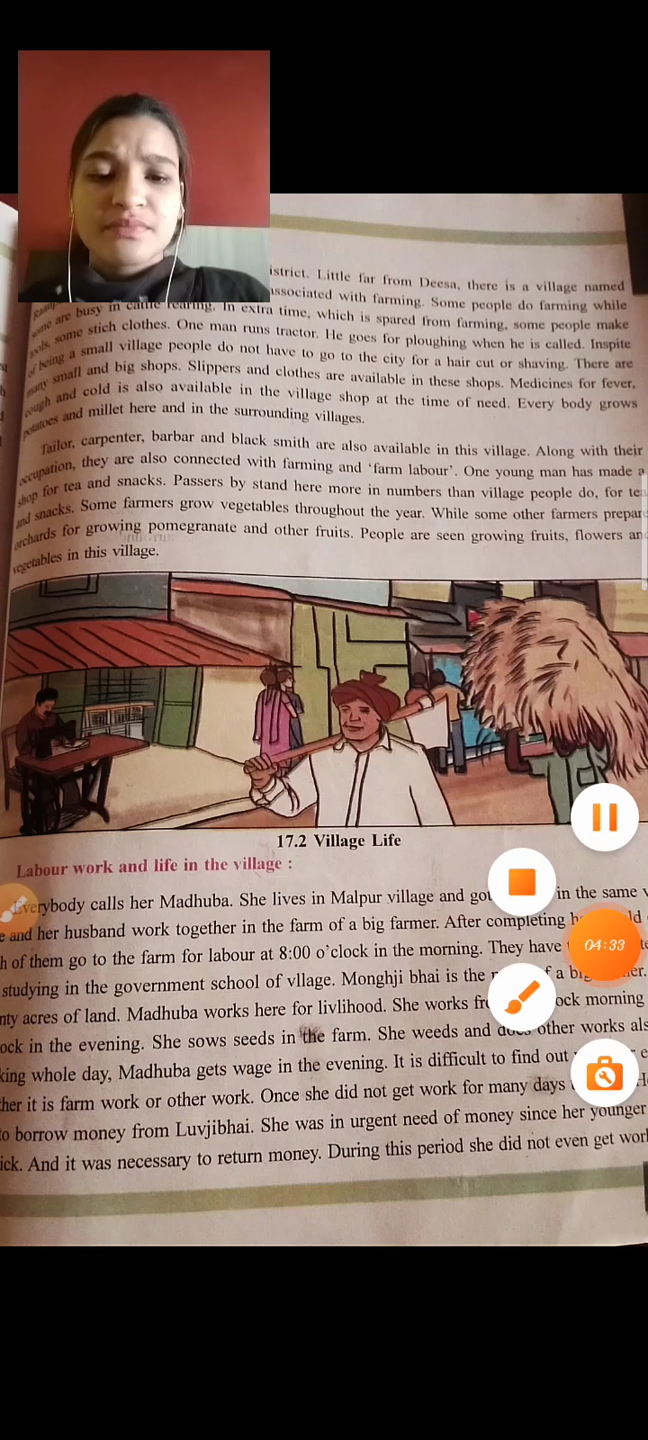 istrict. Little far from Deesa, there is a village named
associated with farming. Some people do farming while
some are busy in cattle rearing. In extra time, which is spared from farming, some people make
tools, some stich clothes. One man runs tractor. He goes for ploughing when he is called. Inspite
of being a small village people do not have to go to the city for a hair cut or shaving. There are
many small and big shops. Slippers and clothes are available in these shops. Medicines for fever,
cough and cold is also available in the village shop at the time of need. Every body grows
potatoes and millet here and in the surrounding villages.
Tailor, carpenter, barbar and black smith are also available in this village. Along with their
occupation, they are also connected with farming and ‘farm labour’. One young man has made a
shop for tea and snacks. Passers by stand here more in numbers than village people do, for tea
and snacks. Some farmers grow vegetables throughout the year. While some other farmers prepare
orchards for growing pomegranate and other fruits. People are seen growing fruits, flowers and
vegetables in this village.
17.2 Village Life
Labour work and life in the village :
Everybody calls her Madhuba. She lives in Malpur village and got in the same v
e and her husband work together in the farm of a big farmer. After completing h ld
h of them go to the farm for labour at 8:00 o’clock in the morning. They have
studying in the government school of vllage. Monghji bhai is the f a big er.
nty acres of land. Madhuba works here for livlihood. She works fr ock morning
ock in the evening. She sows seeds in the farm. She weeds and does other works als
king whole day, Madhuba gets wage in the evening. It is difficult to find out
ther it is farm work or other work. Once she did not get work for many days
to borrow money from Luvjibhai. She was in urgent need of money since her younger
ick. And it was necessary to return money. During this period she did not even get worl
04:33